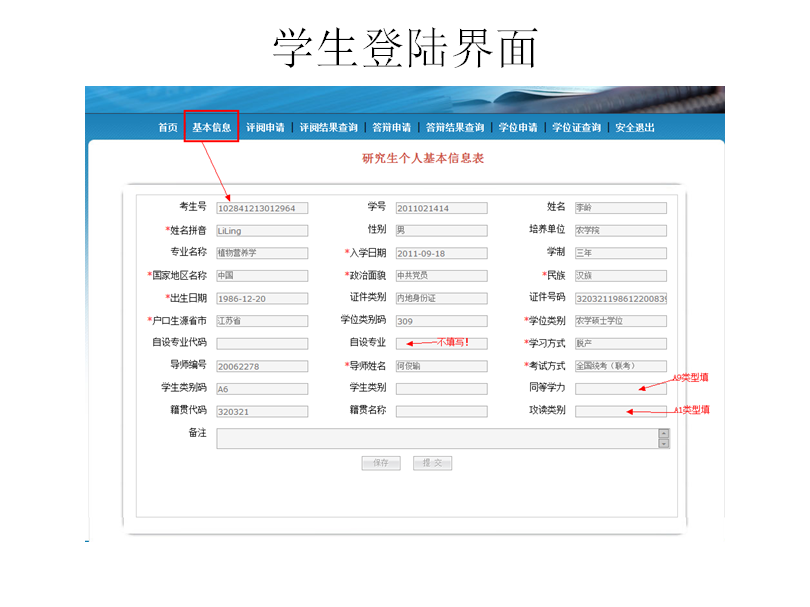 学生登陆界面
首页 | 基本信息 | 评阅申请 | 评阅结果查询 | 答辩申请 | 答辩结果查询 | 学位申请 | 学位证查询 | 安全退出
研究生个人基本信息表
考生号 102841213012964 学号 2011021414 姓名 李龄
*姓名拼音 LiLing 性别 男 培养单位 农学院
专业名称 植物营养学 *入学日期 2011-09-18 学制 三年
*国家地区名称 中国 *政治面貌 中共党员 *民族 汉族
*出生日期 1986-12-20 证件类别 内地身份证 证件号码 32032119861220083
*户口生源省市 江苏省 学位类别码 309 *学位类别 农学硕士学位
自设专业代码 自设专业 不填写！ *学习方式 脱产
导师编号 20062278 *导师姓名 何俊瑜 *考试方式 全国统考（联考）
学生类别码 A6 学生类别 同等学力 A9类型填
籍贯代码 320321 籍贯名称 攻读类别 A1类型填
备注
保存 提 交